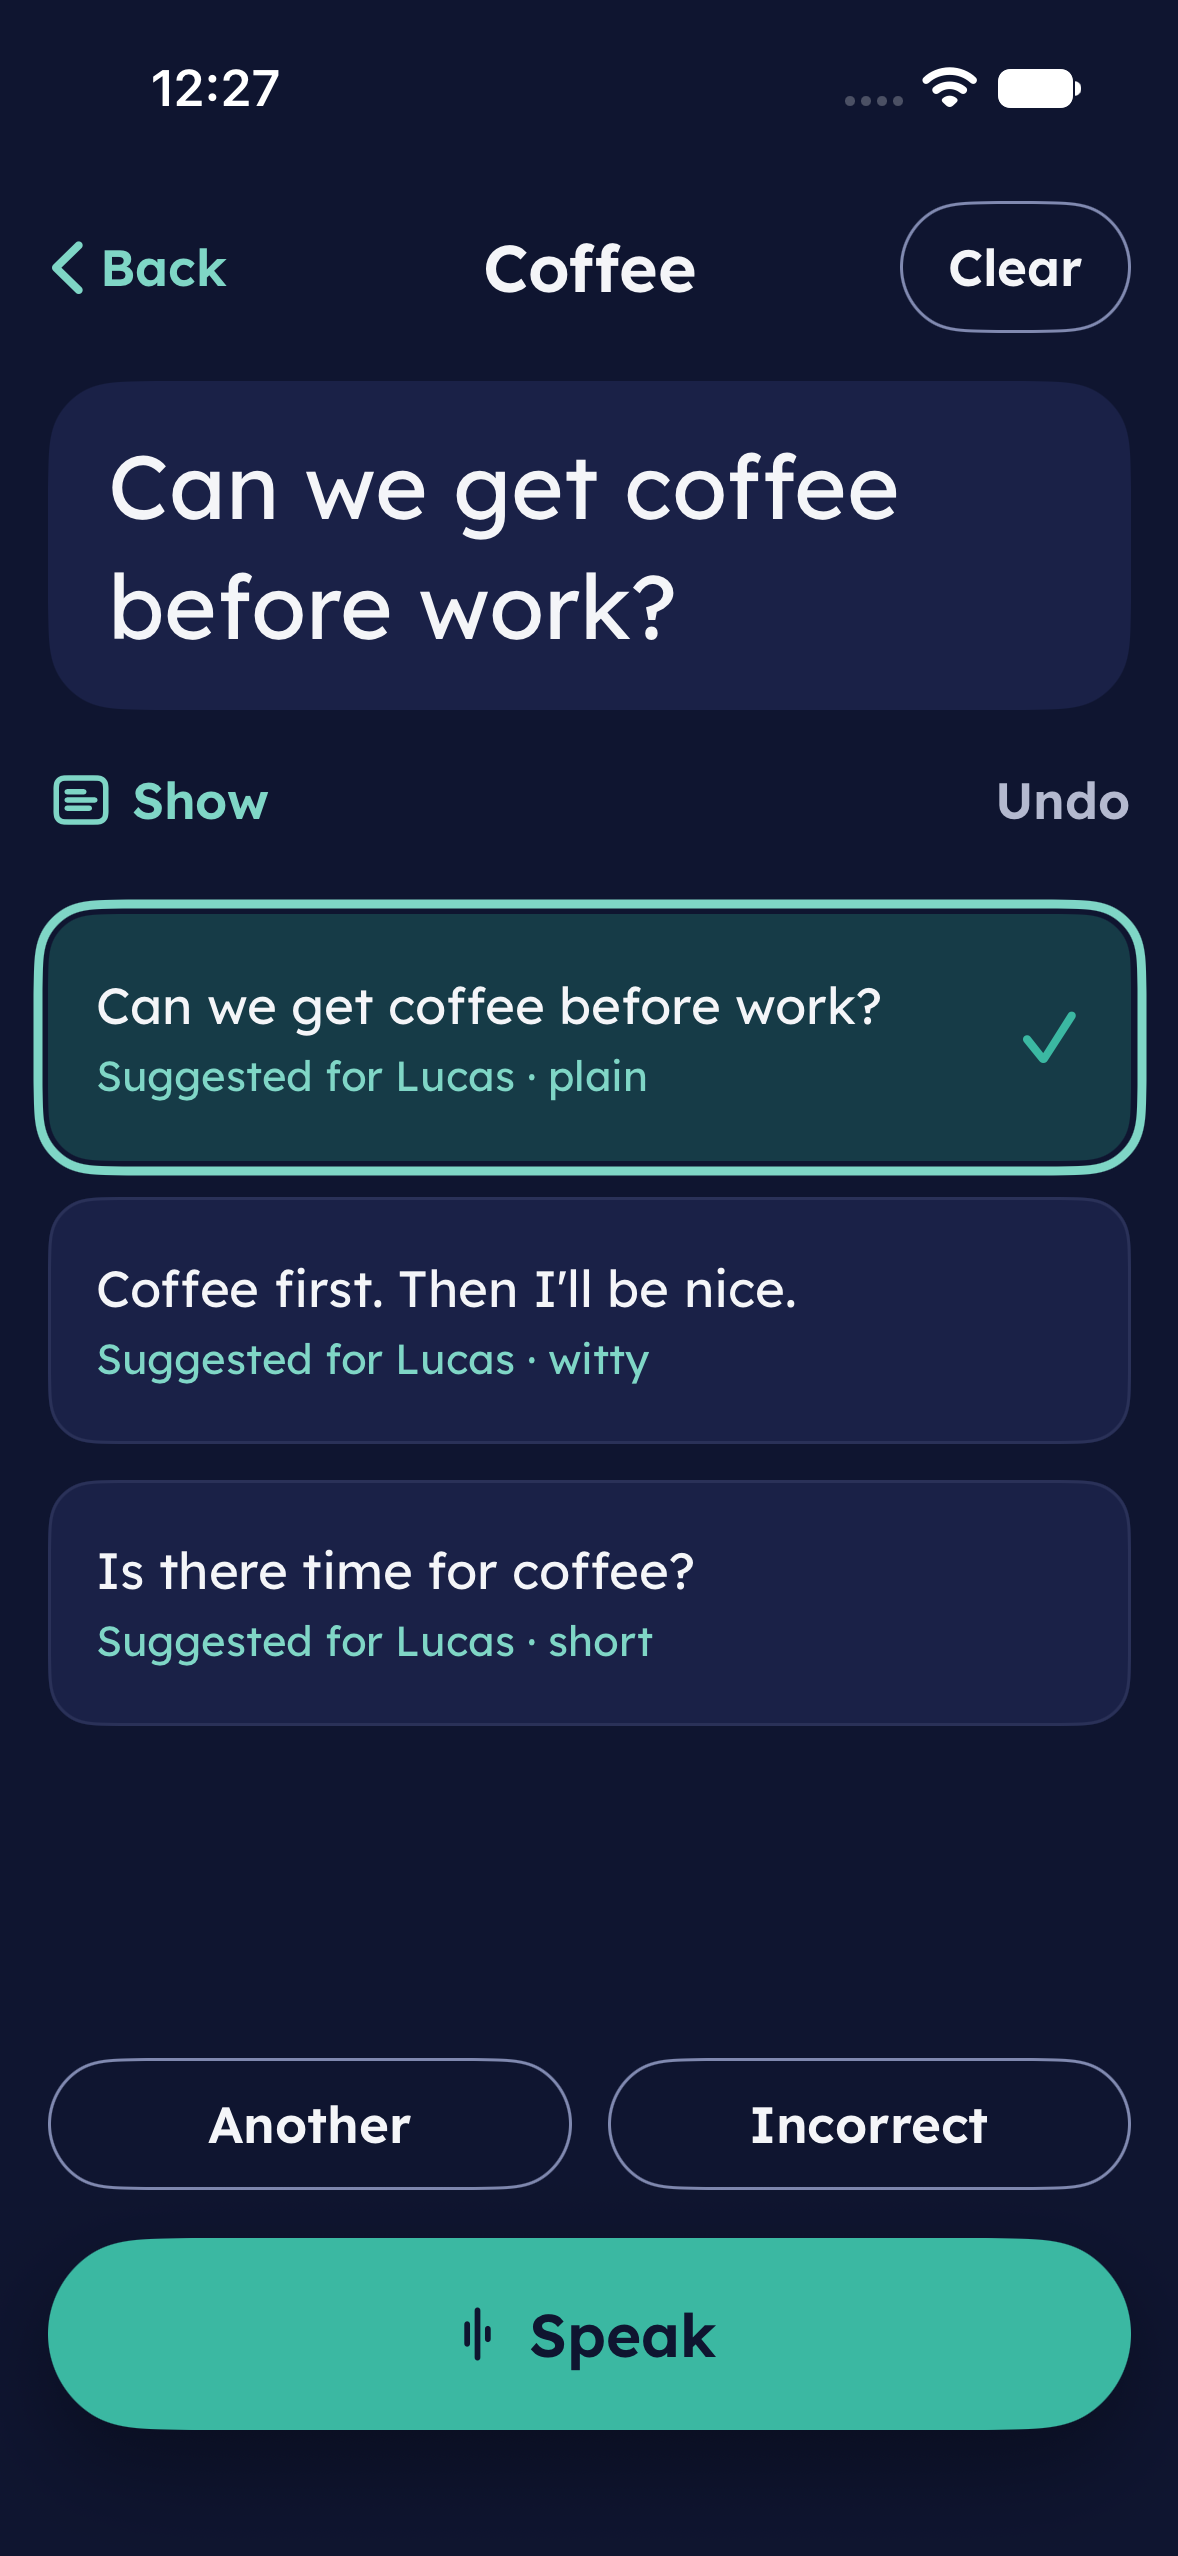 12:27
Back
Coffee
Clear
Can we get coffee
before work?
Show
Undo
Can we get coffee before work?
Suggested for Lucas · plain
Coffee first. Then I'll be nice.
Suggested for Lucas · witty
Is there time for coffee?
Suggested for Lucas · short
Another
Incorrect
Speak